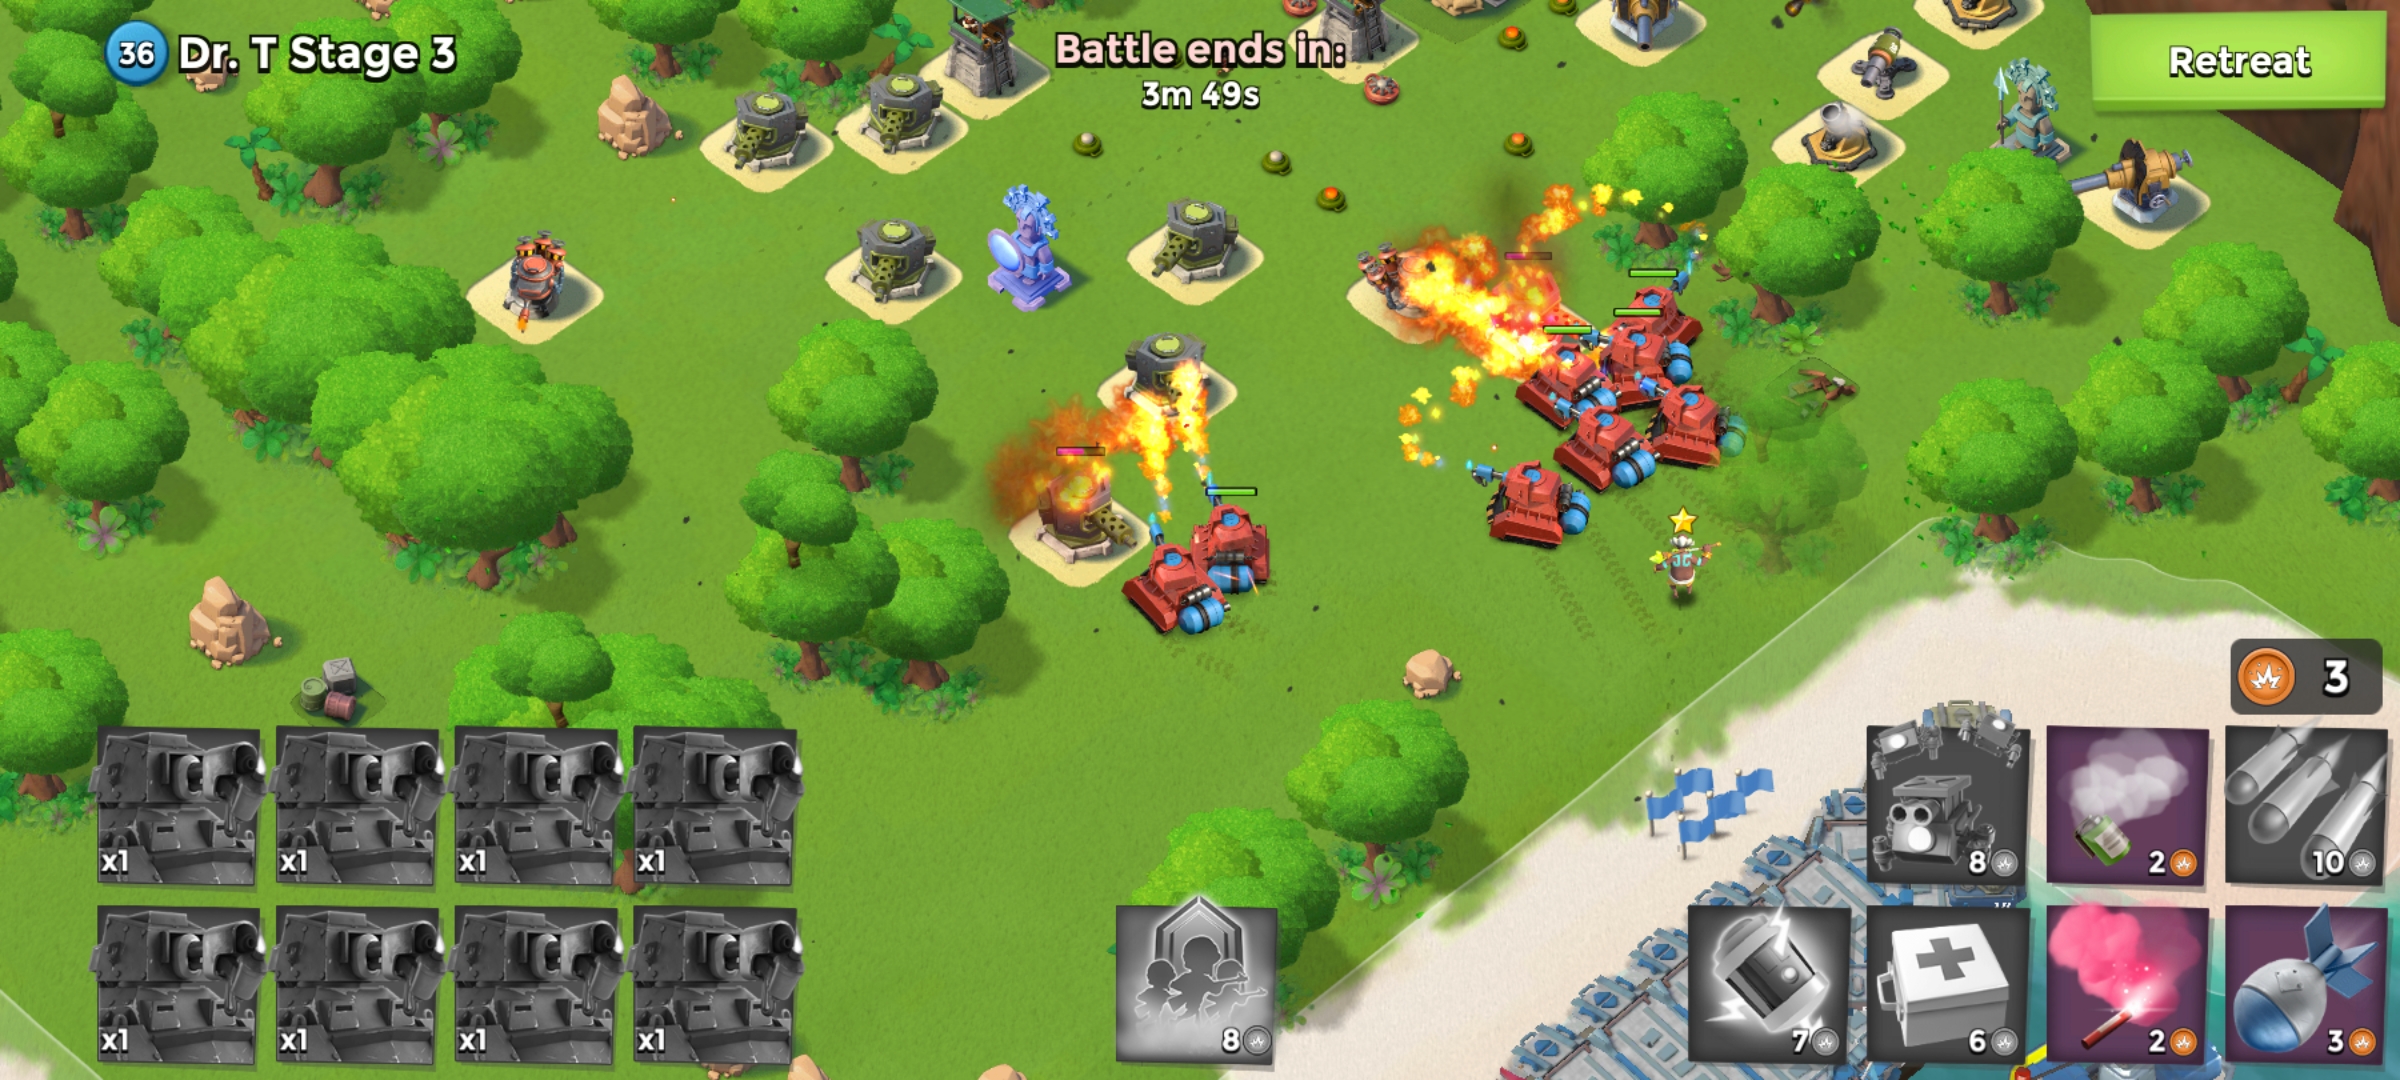 36 Dr. T Stage 3
Battle ends in:
3m 49s
Retreat
3
x1 x1 x1 x1
8 2 10
x1 x1 x1 x1
8 7 6 2 3